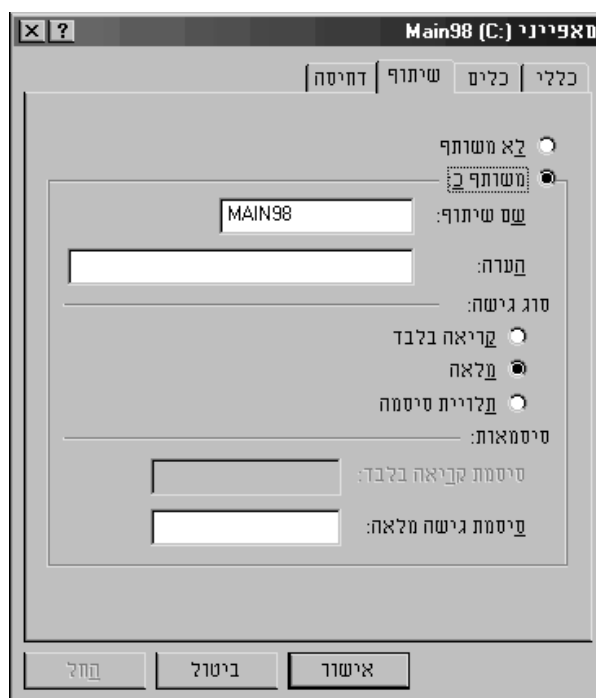 מאפייני Main98 (C:)
כללי כלים שיתוף דחיסה
לא משותף
משותף כ
שם שיתוף: MAIN98
הערה:
סוג גישה:
קריאה בלבד
מלאה
תלויית סיסמה
סיסמאות:
סיסמת קריאה בלבד:
סיסמת גישה מלאה:
אישור ביטול החל